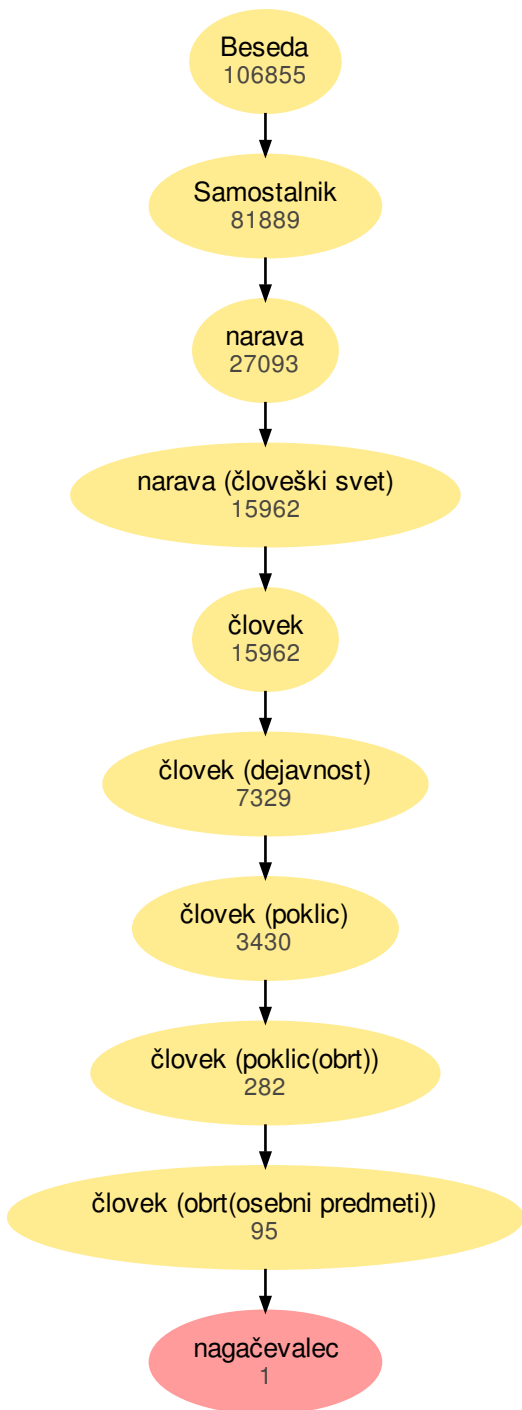 Beseda
106855
Samostalnik
81889
narava
27093
narava (človeški svet)
15962
človek
15962
človek (dejavnost)
7329
človek (poklic)
3430
človek (poklic(obrt))
282
človek (obrt(osebni predmeti))
95
nagačevalec
1